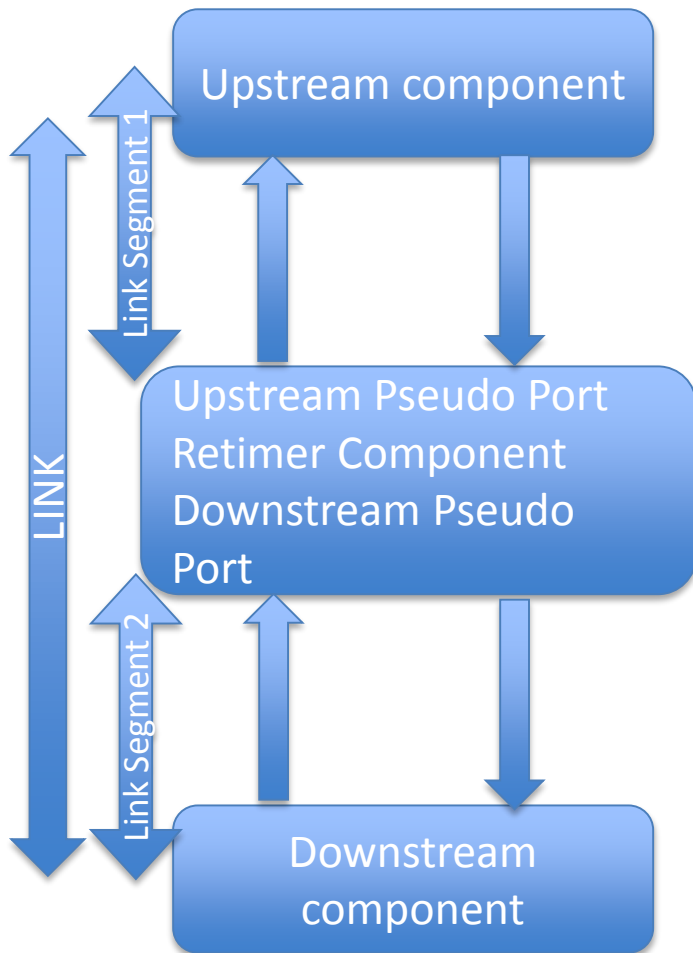 Upstream component
Link Segment 1
LINK
Upstream Pseudo Port
Retimer Component
Downstream Pseudo
Port
Link Segment 2
Downstream
component